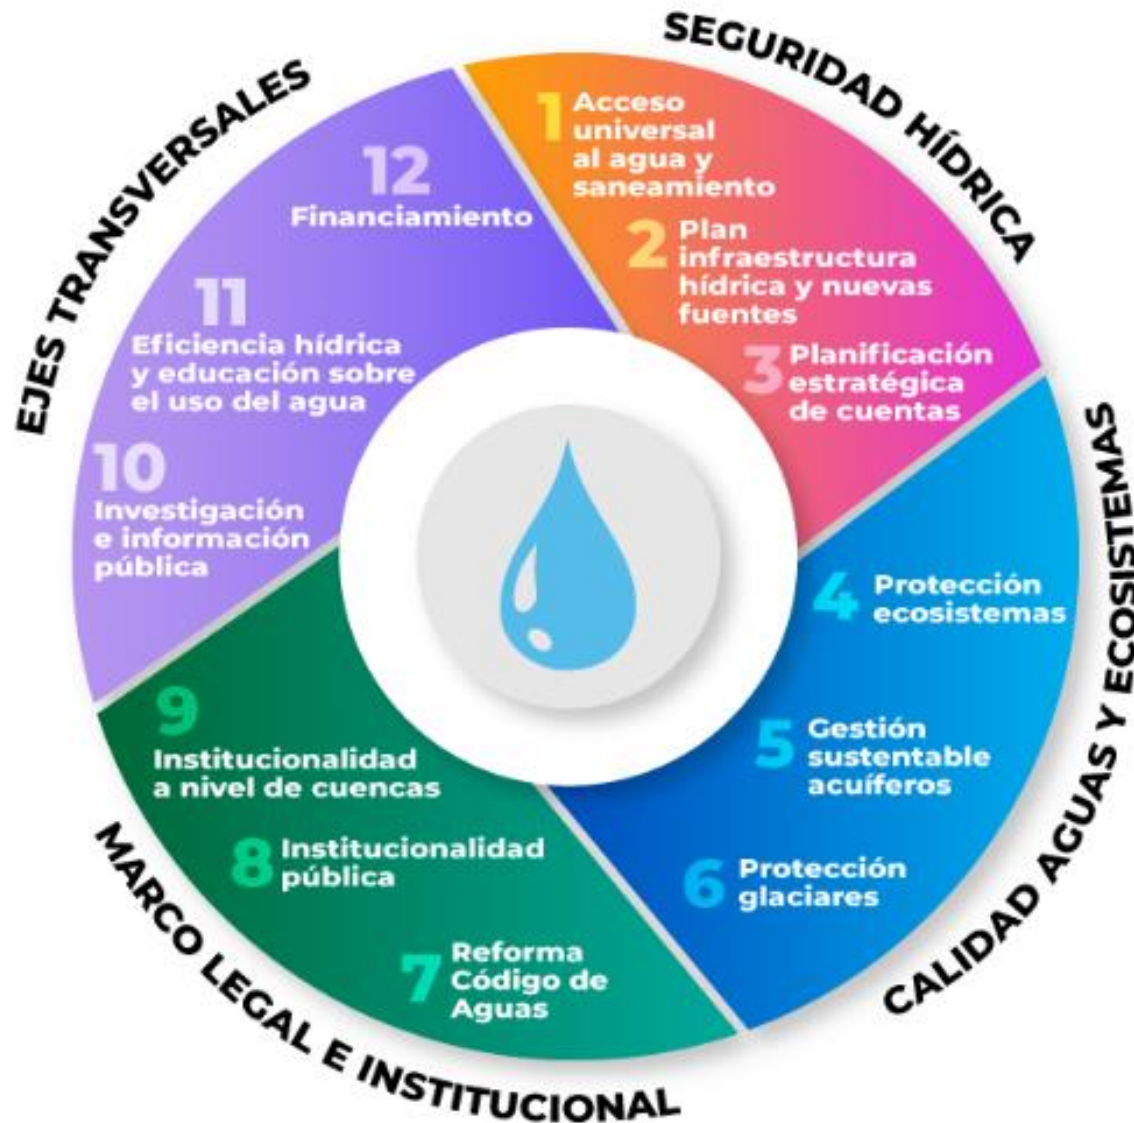 SEGURIDAD HÍDRICA
1
Acceso
universal
al agua y
saneamiento
2
Plan
infraestructura
hídrica y nuevas
fuentes
3
Planificación
estratégica
de cuentas
CALIDAD AGUAS Y ECOSISTEMAS
4
Protección
ecosistemas
5
Gestión
sustentable
acuíferos
6
Protección
glaciares
MARCO LEGAL E INSTITUCIONAL
7
Reforma
Código de
Aguas
8
Institucionalidad
pública
9
Institucionalidad
a nivel de cuencas
EJES TRANSVERSALES
10
Investigación
e información
pública
11
Eficiencia hídrica
y educación sobre
el uso del agua
12
Financiamiento